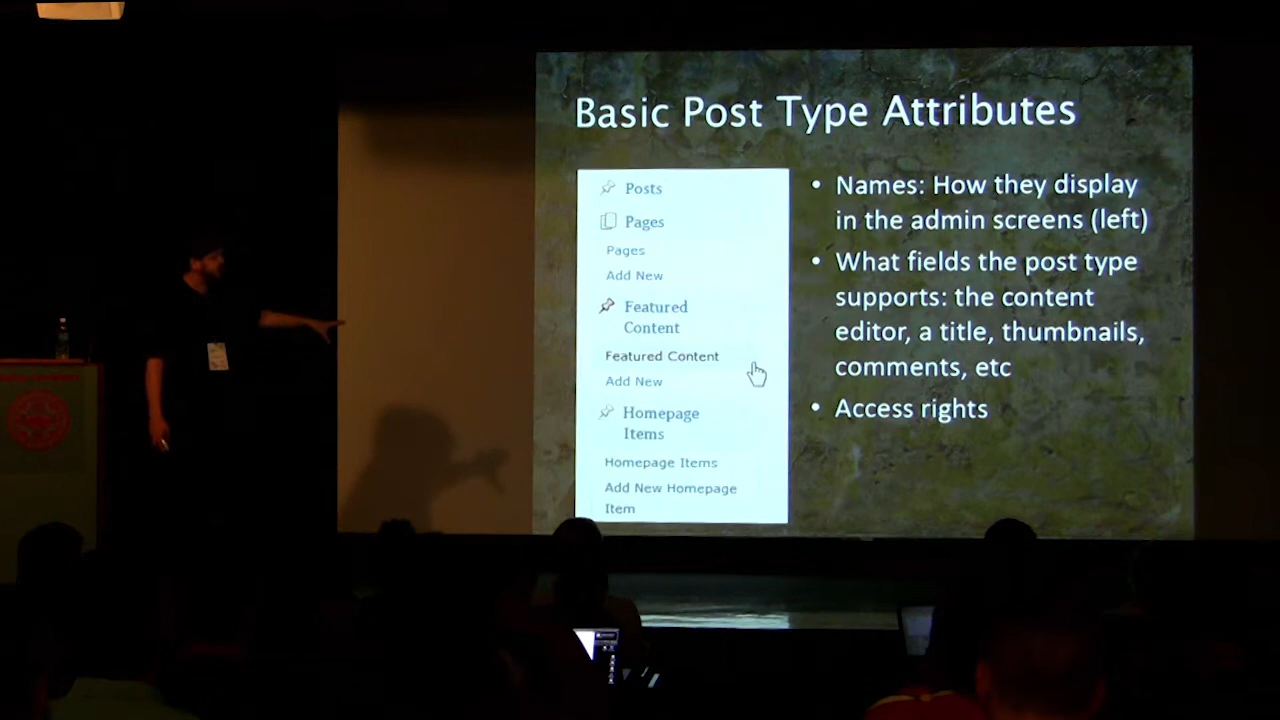 Basic Post Type Attributes
Posts
Pages
Pages
Add New
Featured
Content
Featured Content
Add New
Homepage
Items
Homepage Items
Add New Homepage
Item
• Names: How they display
in the admin screens (left)
• What fields the post type
supports: the content
editor, a title, thumbnails,
comments, etc
• Access rights